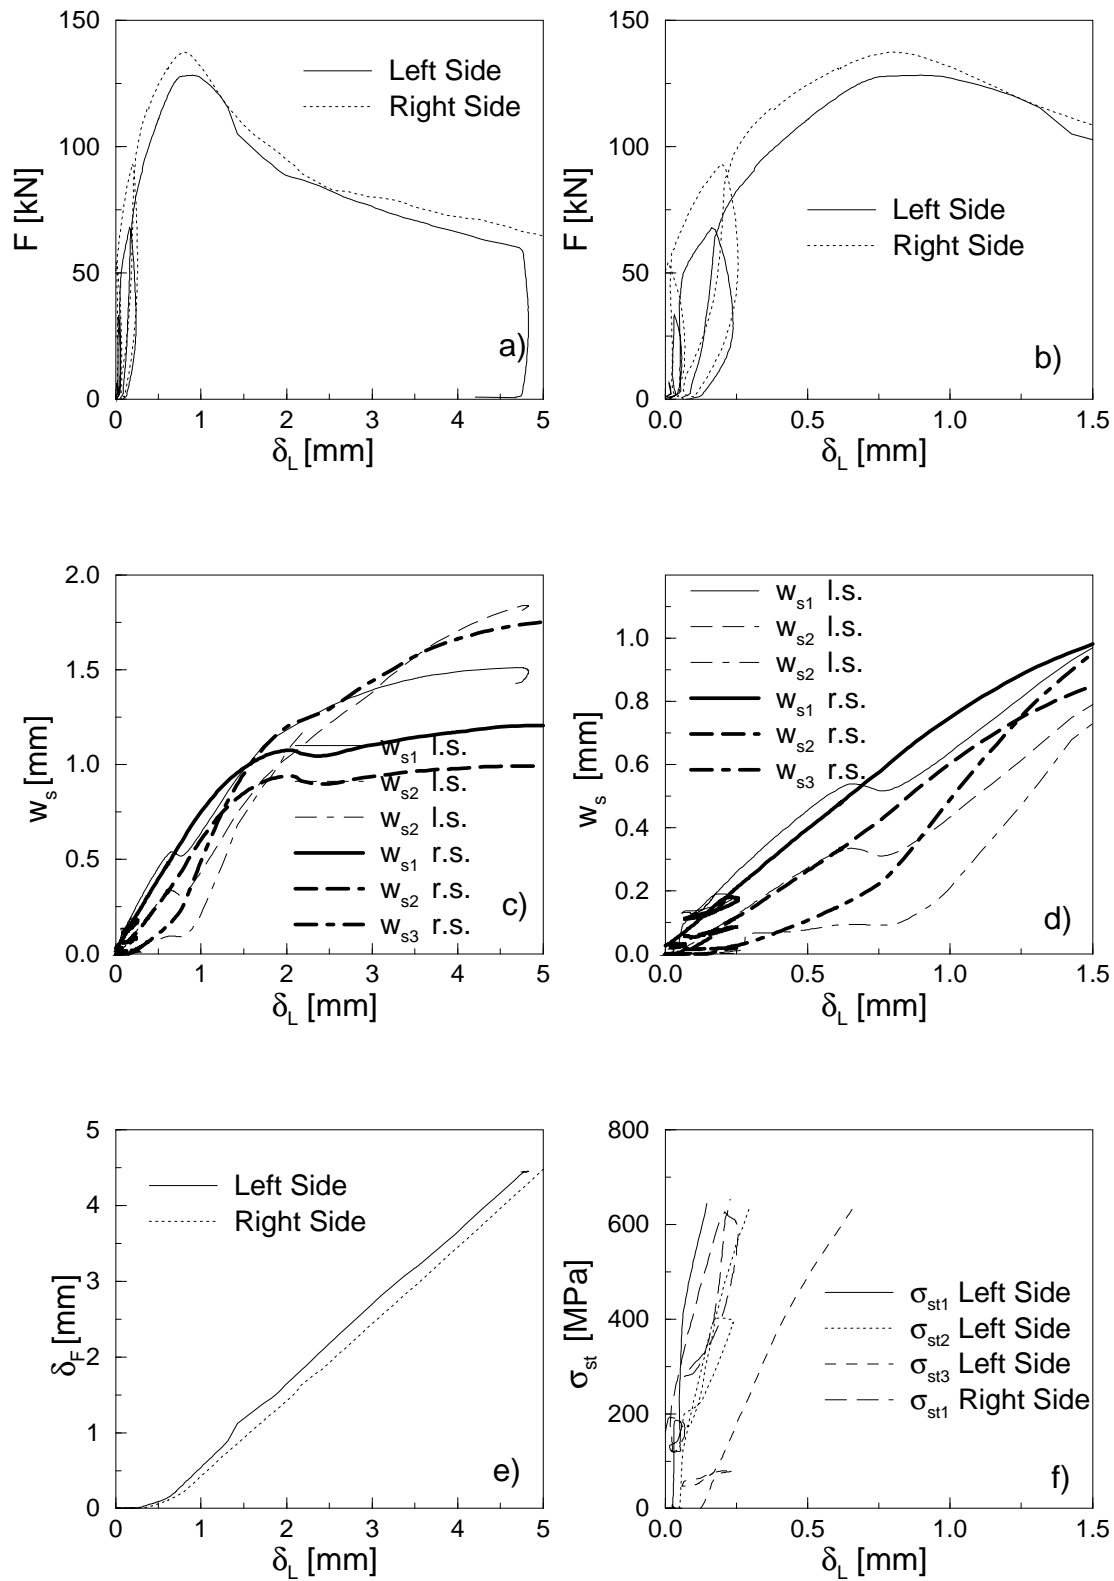 150
100
50
0
F [kN]
Left Side
Right Side
a)
0 1 2 3 4 5
δL [mm]
150
100
50
0
F [kN]
Left Side
Right Side
b)
0.0 0.5 1.0 1.5
δL [mm]
2.0
1.5
1.0
0.5
0.0
ws [mm]
ws1 l.s.
ws2 l.s.
ws2 l.s.
ws1 r.s.
ws2 r.s.
ws3 r.s.
c)
0 1 2 3 4 5
δL [mm]
1.0
0.8
0.6
0.4
0.2
0.0
ws [mm]
ws1 l.s.
ws2 l.s.
ws2 l.s.
ws1 r.s.
ws2 r.s.
ws3 r.s.
d)
0.0 0.5 1.0 1.5
δL [mm]
5
4
3
2
1
0
δF [mm]
Left Side
Right Side
e)
0 1 2 3 4 5
δL [mm]
800
600
400
200
0
σst [MPa]
σst1 Left Side
σst2 Left Side
σst3 Left Side
σst1 Right Side
f)
0.0 0.5 1.0 1.5
δL [mm]